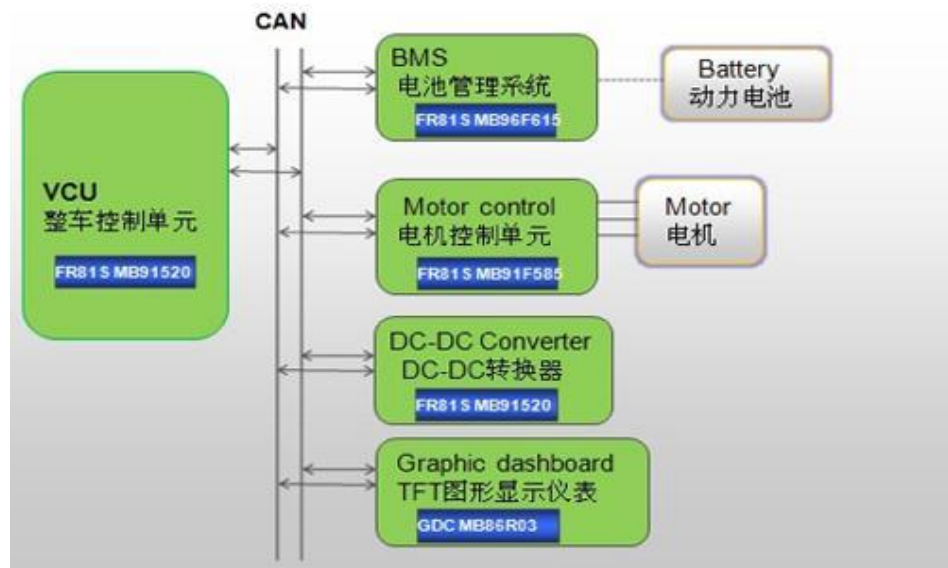 CAN
VCU
整车控制单元
FR81S MB91520
BMS
电池管理系统
FR81S MB96F615
Battery
动力电池
Motor control
电机控制单元
FR81S MB91F585
Motor
电机
DC-DC Converter
DC-DC转换器
FR81S MB91520
Graphic dashboard
TFT图形显示仪表
GDC MB86R03